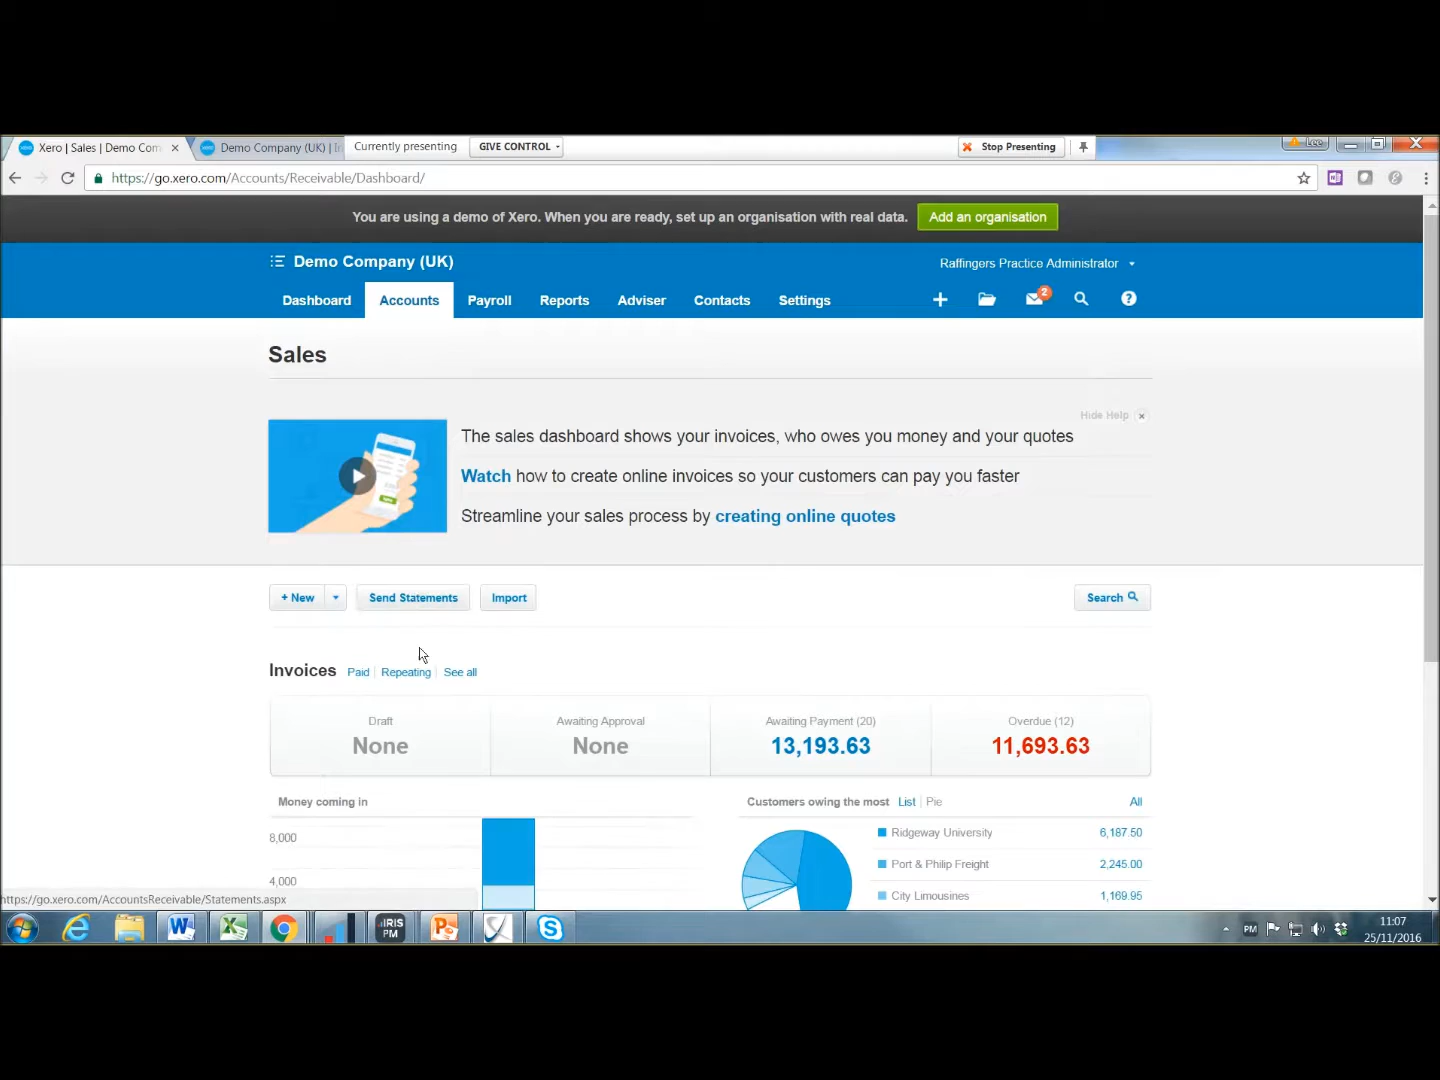 Xero | Sales | Demo Com
Demo Company (UK) | In
Currently presenting
GIVE CONTROL
Stop Presenting
Lee
https://go.xero.com/Accounts/Receivable/Dashboard/
You are using a demo of Xero. When you are ready, set up an organisation with real data.
Add an organisation
Demo Company (UK)
Raffingers Practice Administrator
Dashboard Accounts Payroll Reports Adviser Contacts Settings
2
?
Sales
Hide Help
The sales dashboard shows your invoices, who owes you money and your quotes
Watch how to create online invoices so your customers can pay you faster
Streamline your sales process by creating online quotes
+ New
Send Statements
Import
Search
Invoices Paid Repeating See all
Draft
None
Awaiting Approval
None
Awaiting Payment (20)
13,193.63
Overdue (12)
11,693.63
Money coming in
8,000
4,000
Customers owing the most List Pie All
Ridgeway University 6,187.50
Port & Philip Freight 2,245.00
City Limousines 1,169.95
https://go.xero.com/AccountsReceivable/Statements.aspx
IRIS
PM
PM
11:07
25/11/2016